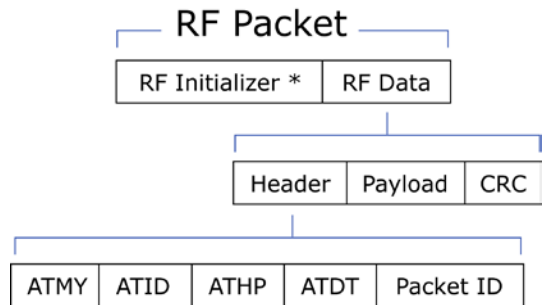 RF Packet
RF Initializer * RF Data
Header Payload CRC
ATMY ATID ATHP ATDT Packet ID